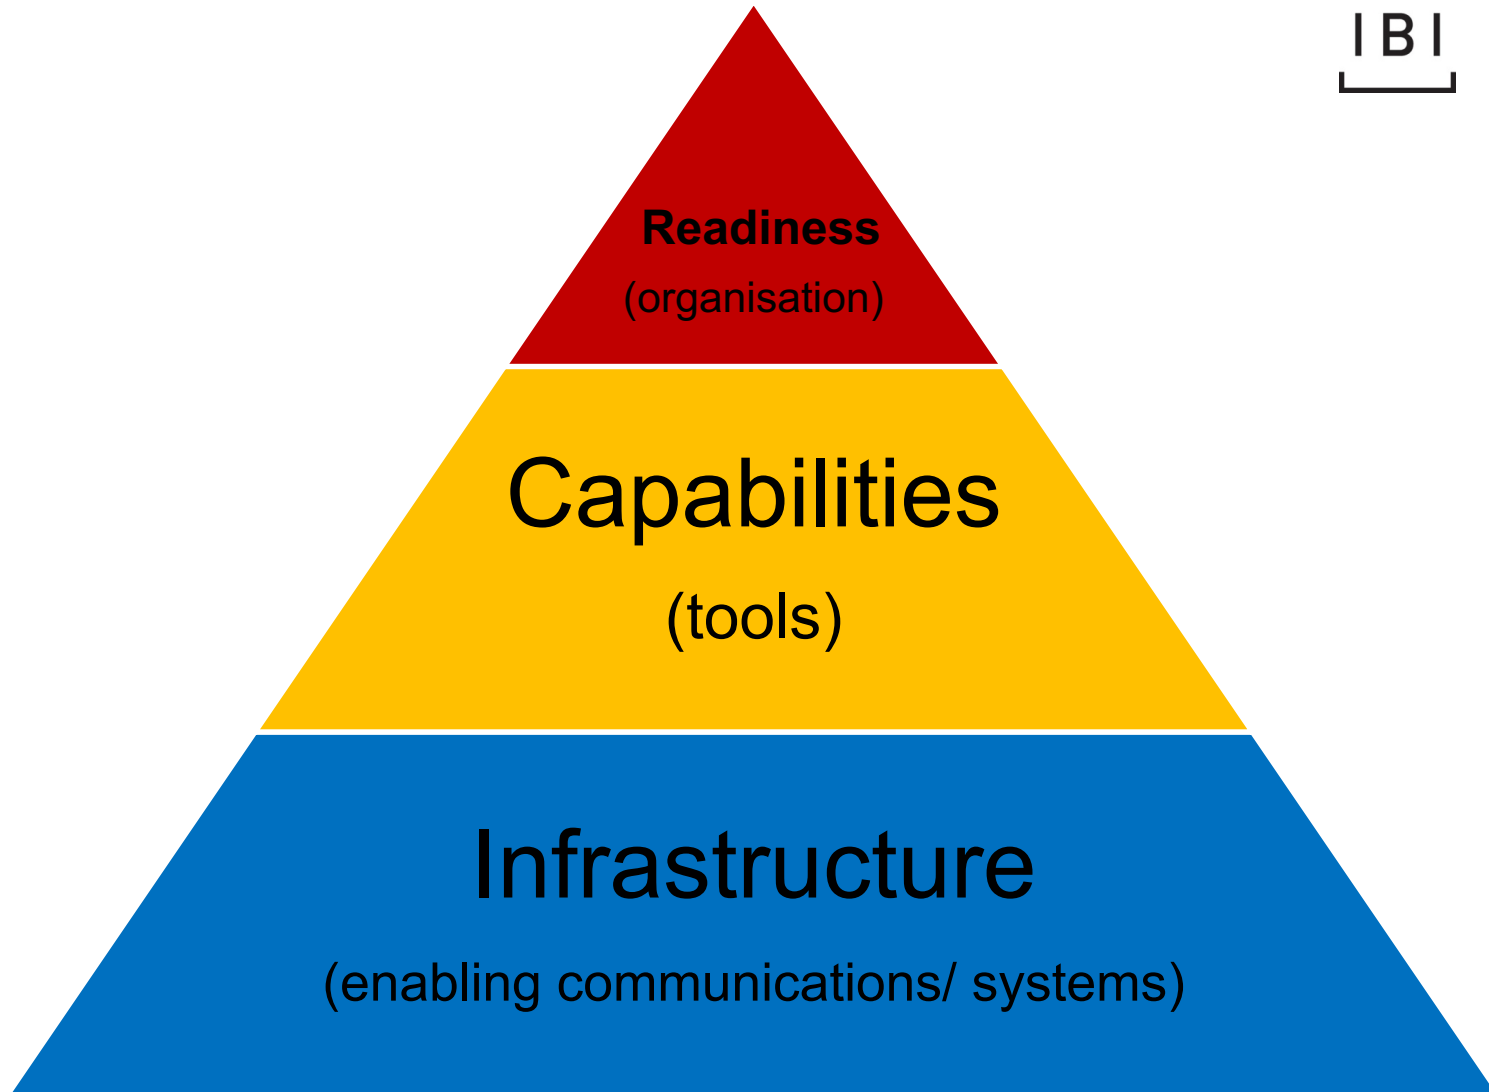 IBI
Readiness
(organisation)
Capabilities
(tools)
Infrastructure
(enabling communications/ systems)